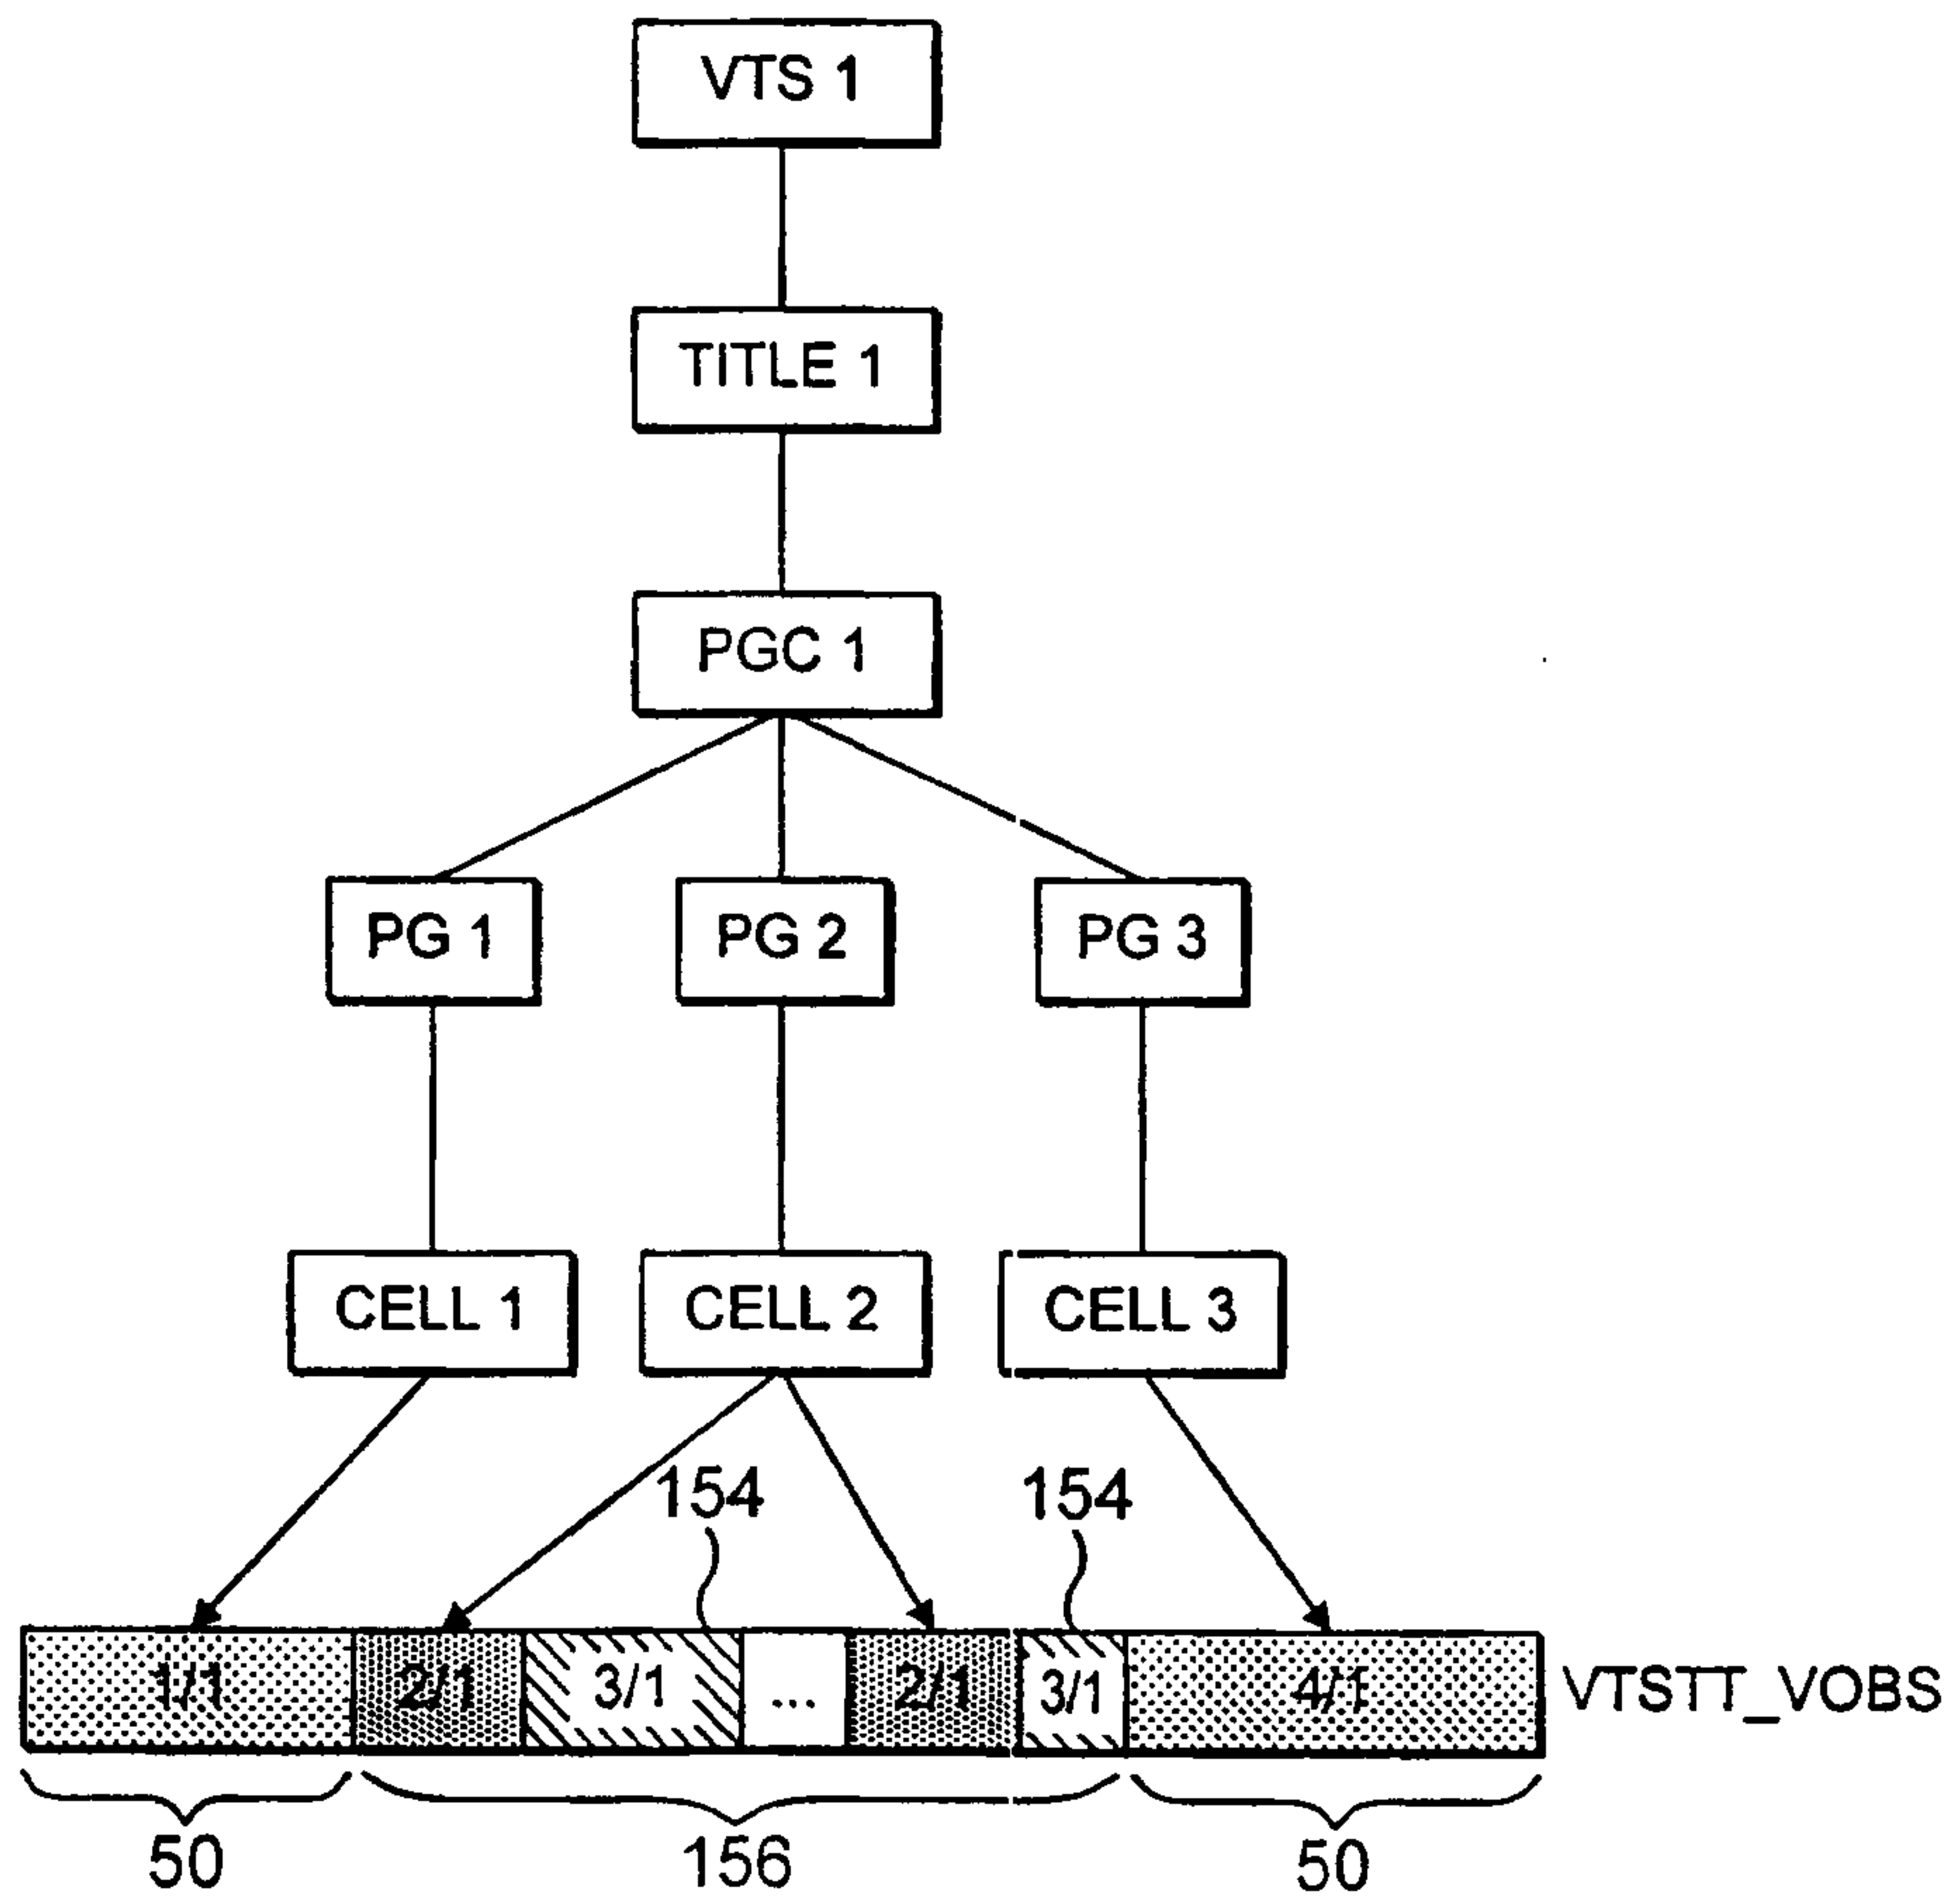 VTS 1
TITLE 1
PGC 1
PG 1 PG 2 PG 3
CELL 1 CELL 2 CELL 3
154 154
1/1 2/1 3/1 ... 2/1 3/1 4/1 VTSTT_VOBS
50 156 50